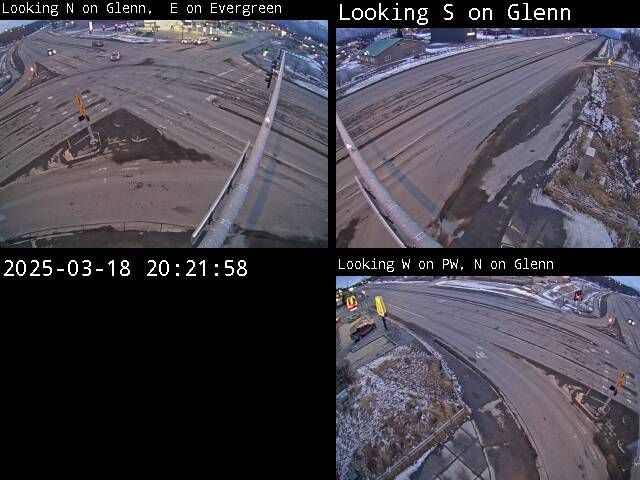 Looking N on Glenn, E on Evergreen
Looking S on Glenn
2025-03-18 20:21:58
Looking W on PW, N on Glenn